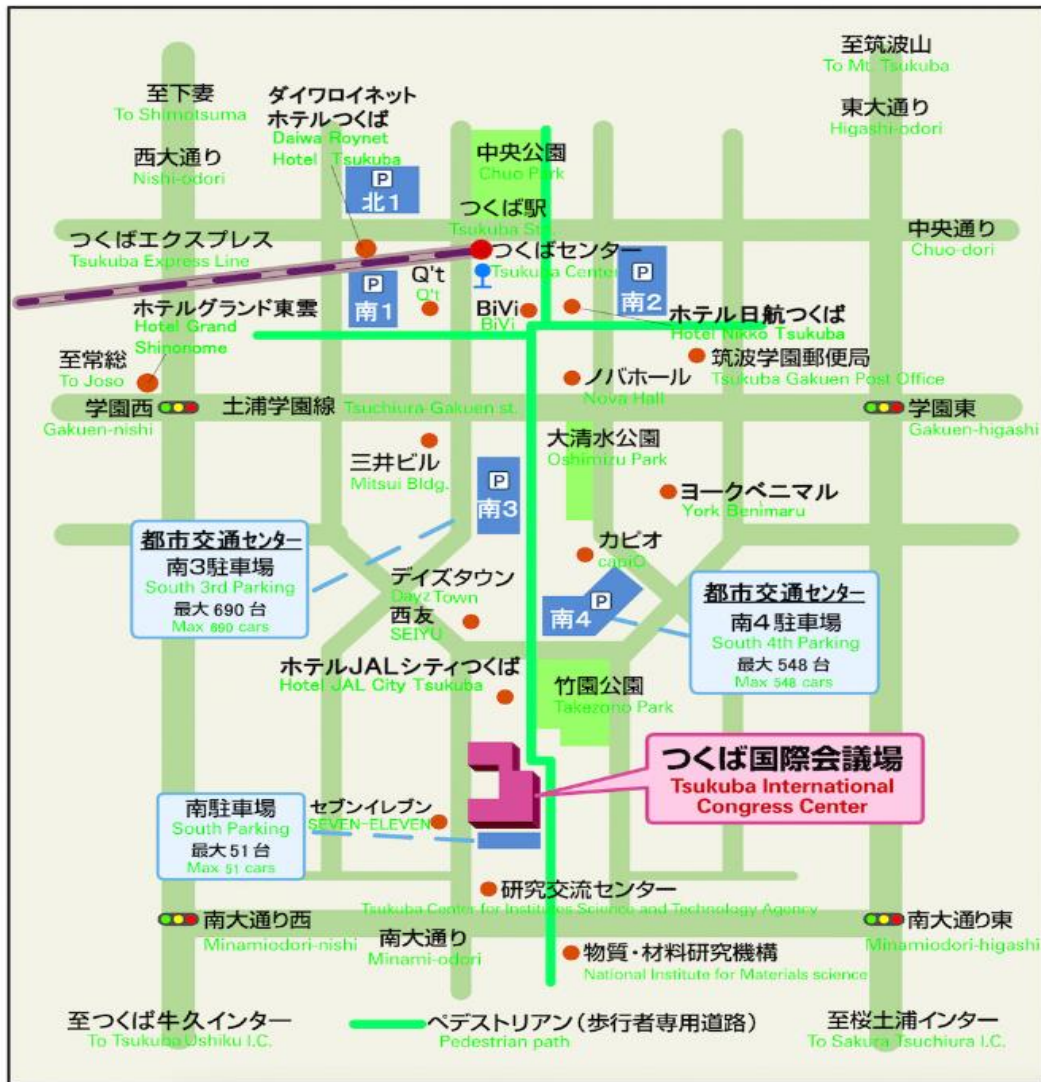 至筑波山
To Mt. Tsukuba
至下妻
To Shimotsuma
ダイワロイネット
ホテルつくば
Daiwa Roynet
Hotel Tsukuba
東大通り
Higashi-odori
西大通り
Nishi-odori
中央公園
Chuo Park
P
北1
つくば駅
Tsukuba St.
中央通り
Chuo-dori
つくばエクスプレス
Tsukuba Express Line
つくばセンター
Tsukuba Center
Q't
Q't
P
南1
P
南2
BiVi
BiVi
ホテルグランド東雲
Hotel Grand
Shinonome
ホテル日航つくば
Hotel Nikko Tsukuba
至常総
To Joso
筑波学園郵便局
Tsukuba Gakuen Post Office
ノバホール
Nova Hall
学園西
Gakuen-nishi
土浦学園線
Tsuchiura-Gakuen st.
学園東
Gakuen-higashi
大清水公園
Oshimizu Park
三井ビル
Mitsui Bldg.
P
南3
ヨークベニマル
York Benimaru
都市交通センター
南3駐車場
South 3rd Parking
最大690台
Max 690 cars
カピオ
capiO
デイズタウン
Dayz Town
西友
SEIYU
P
南4
都市交通センター
南4駐車場
South 4th Parking
最大548台
Max 548 cars
ホテルJALシティつくば
Hotel JAL City Tsukuba
竹園公園
Takezono Park
つくば国際会議場
Tsukuba International
Congress Center
南駐車場
South Parking
最大51台
Max 51 cars
セブンイレブン
SEVEN-ELEVEN
研究交流センター
Tsukuba Center for Institutes Science and Technology Agency
南大通り西
Minamiodori-nishi
南大通り
Minami-odori
南大通り東
Minamiodori-higashi
物質・材料研究機構
National Institute for Materials science
至つくば牛久インター
To Tsukuba Ushiku I.C.
ペデストリアン(歩行者専用道路)
Pedestrian path
至桜土浦インター
To Sakura Tsuchiura I.C.